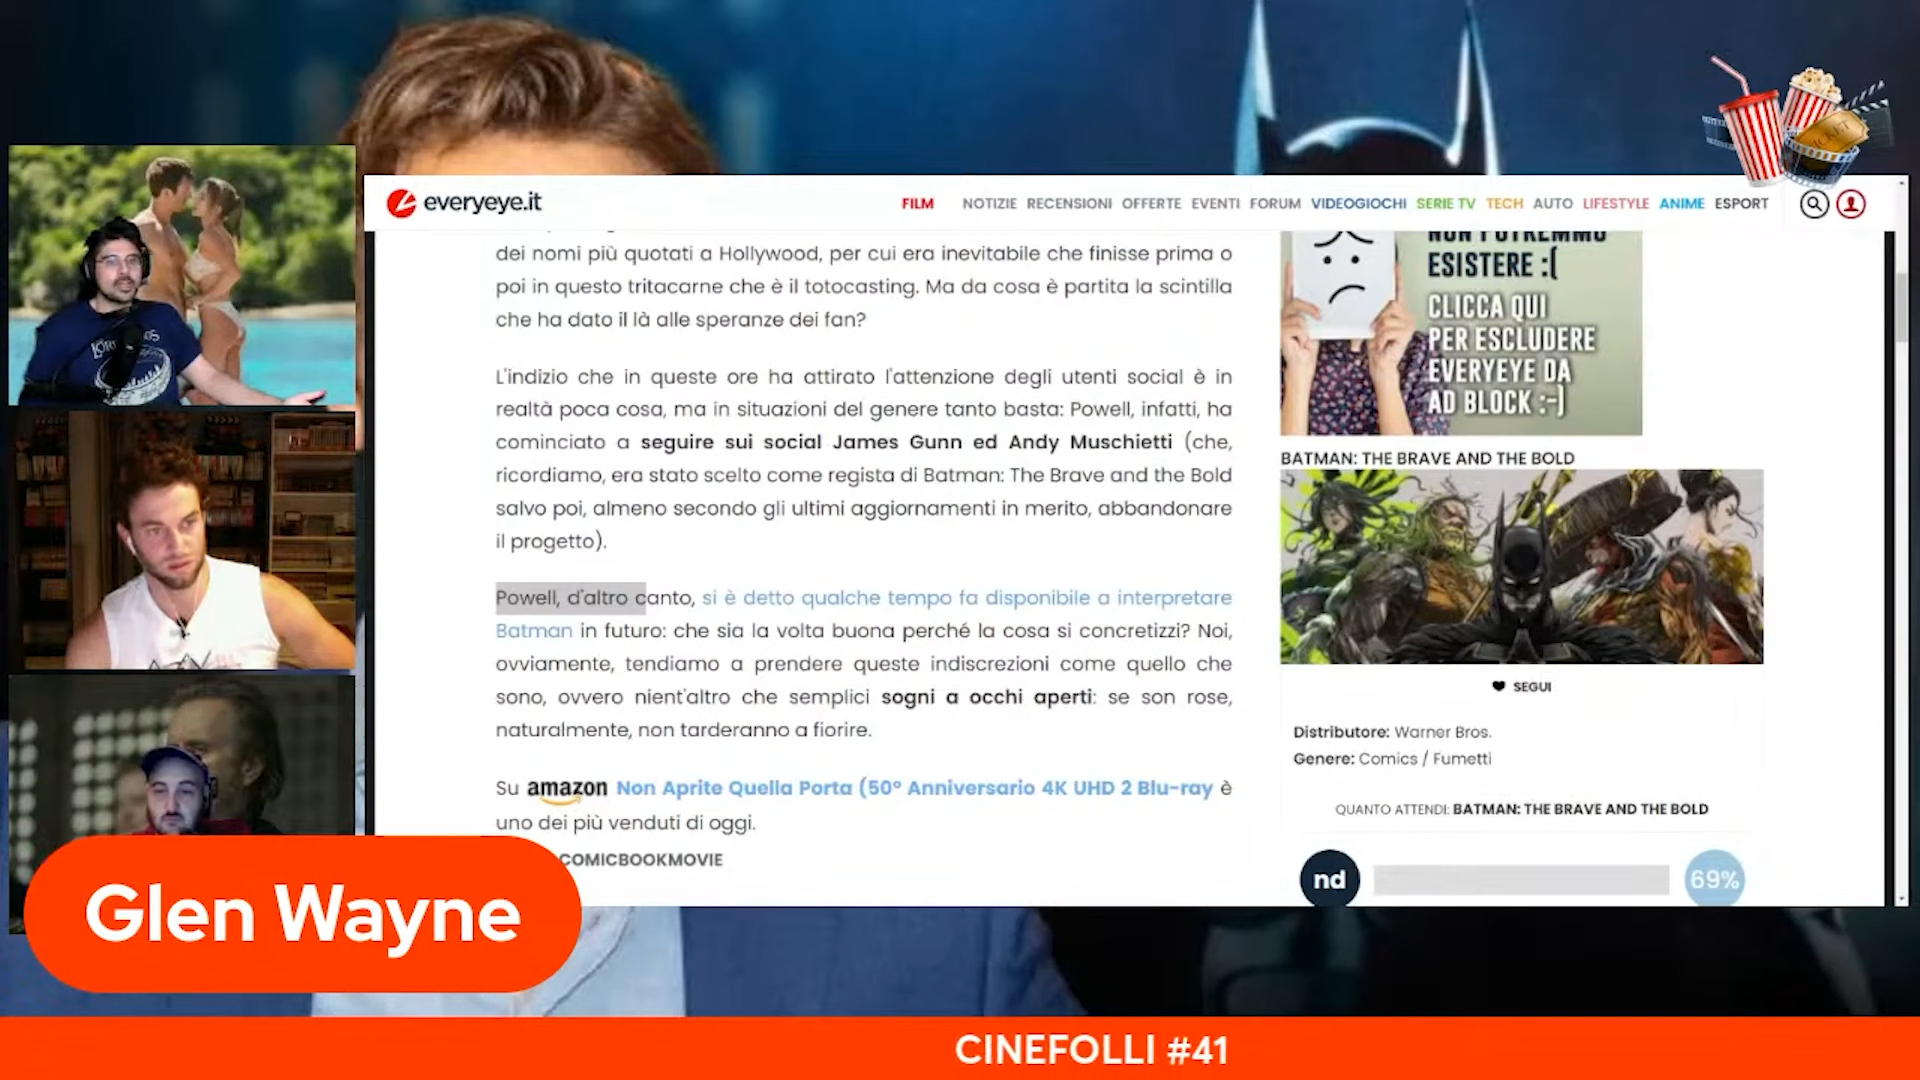 everyeye.it
FILM NOTIZIE RECENSIONI OFFERTE EVENTI FORUM VIDEOGIOCHI SERIE TV TECH AUTO LIFESTYLE ANIME ESPORT
dei nomi più quotati a Hollywood, per cui era inevitabile che finisse prima o
poi in questo tritacarne che è il totocasting. Ma da cosa è partita la scintilla
che ha dato il là alle speranze dei fan?
L'indizio che in queste ore ha attirato l'attenzione degli utenti social è in
realtà poca cosa, ma in situazioni del genere tanto basta: Powell, infatti, ha
cominciato a seguire sui social James Gunn ed Andy Muschietti (che,
ricordiamo, era stato scelto come regista di Batman: The Brave and the Bold
salvo poi, almeno secondo gli ultimi aggiornamenti in merito, abbandonare
il progetto).
Powell, d'altro canto, si è detto qualche tempo fa disponibile a interpretare
Batman in futuro: che sia la volta buona perché la cosa si concretizzi? Noi,
ovviamente, tendiamo a prendere queste indiscrezioni come quello che
sono, ovvero nient'altro che semplici sogni a occhi aperti: se son rose,
naturalmente, non tarderanno a fiorire.
Su amazon Non Aprite Quella Porta (50° Anniversario 4K UHD 2 Blu-ray è
uno dei più venduti di oggi.
COMICBOOKMOVIE
NON POTREMMO
ESISTERE :(
CLICCA QUI
PER ESCLUDERE
EVERYEYE DA
AD BLOCK :-)
BATMAN: THE BRAVE AND THE BOLD
SEGUI
Distributore: Warner Bros.
Genere: Comics / Fumetti
QUANTO ATTENDI: BATMAN: THE BRAVE AND THE BOLD
nd
69%
TICKET
Glen Wayne
CINEFOLLI #41